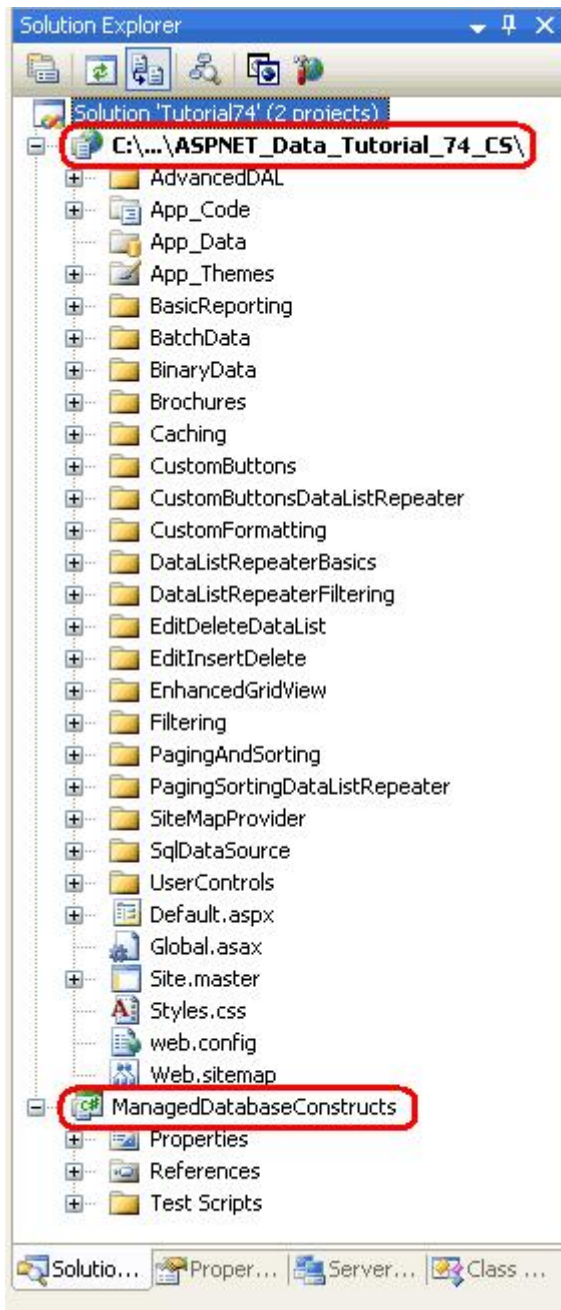 Solution Explorer
Solution 'Tutorial74' (2 projects)
C:\...\ASPNET_Data_Tutorial_74_CS\
AdvancedDAL
App_Code
App_Data
App_Themes
BasicReporting
BatchData
BinaryData
Brochures
Caching
CustomButtons
CustomButtonsDataListRepeater
CustomFormatting
DataListRepeaterBasics
DataListRepeaterFiltering
EditDeleteDataList
EditInsertDelete
EnhancedGridView
Filtering
PagingAndSorting
PagingSortingDataListRepeater
SiteMapProvider
SqlDataSource
UserControls
Default.aspx
Global.asax
Site.master
Styles.css
web.config
Web.sitemap
ManagedDatabaseConstructs
Properties
References
Test Scripts
Solutio... Proper... Server... Class ...